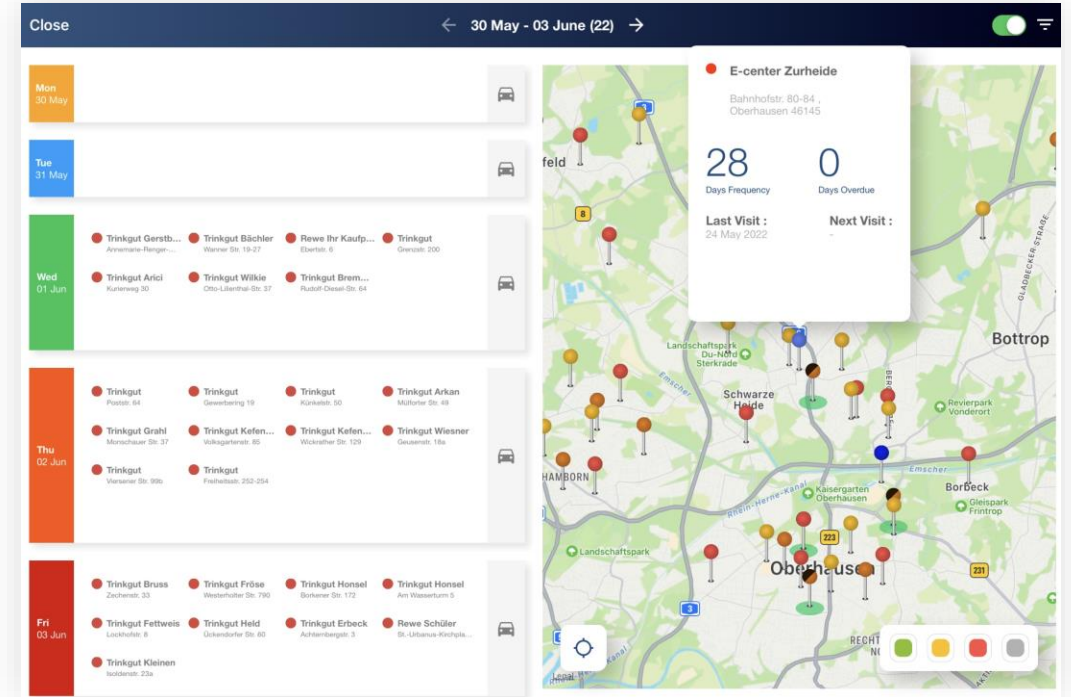 Close
30 May - 03 June (22)
Mon
30 May
Tue
31 May
Wed
01 Jun
Trinkgut Gerstb...
Annemarie-Renger-...
Trinkgut Bächler
Wanner Str. 19-27
Rewe Ihr Kaufp...
Ebertstr. 6
Trinkgut
Grenzstr. 200
Trinkgut Arici
Kurierweg 30
Trinkgut Wilkie
Otto-Lilienthal-Str. 37
Trinkgut Brem...
Rudolf-Diesel-Str. 64
Thu
02 Jun
Trinkgut
Poststr. 64
Trinkgut
Gewerbering 19
Trinkgut
Künkelstr. 50
Trinkgut Arkan
Mülforter Str. 49
Trinkgut Grahl
Monschauer Str. 37
Trinkgut Kefen...
Volksgartenstr. 85
Trinkgut Kefen...
Wickrather Str. 129
Trinkgut Wiesner
Geusenstr. 18a
Trinkgut
Viersener Str. 99b
Trinkgut
Freiheitsstr. 252-254
Fri
03 Jun
Trinkgut Bruss
Zechenstr. 33
Trinkgut Fröse
Westerholter Str. 790
Trinkgut Honsel
Borkener Str. 172
Trinkgut Honsel
Am Wasserturm 5
Trinkgut Fettweis
Lockhofstr. 8
Trinkgut Held
Ückendorfer Str. 60
Trinkgut Erbeck
Achternbergstr. 3
Rewe Schüler
St.-Urbanus-Kirchpla...
Trinkgut Kleinen
Isoldenstr. 23a
E-center Zurheide
Bahnhofstr. 80-84 ,
Oberhausen 46145
28
Days Frequency
0
Days Overdue
Last Visit :
24 May 2022
Next Visit :
-
3
feld
8
GLADBECKER STRAẞE
Bottrop
Landschaftspark
Du-Nord
Sterkrade
Emscher
Schwarze
Heide
Revierpark
Vonderort
HAMBORN
Emscher
Borbeck
Rhein-Herne-Kanal
Kaisergarten
Oberhausen
Gleispark
Frintrop
223
Landschaftspark
Oberhausen
231
3
Legal